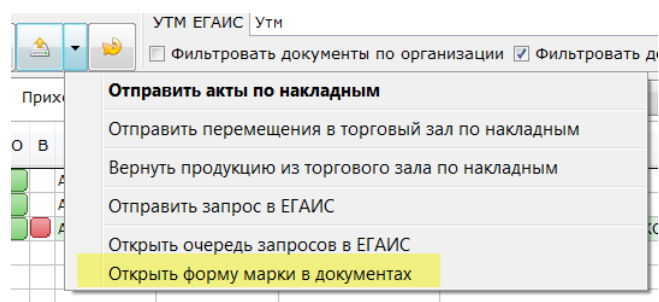 УТМ ЕГАИС Утм
Фильтровать документы по организации Фильтровать
Отправить акты по накладным
Отправить перемещения в торговый зал по накладным
О В
Вернуть продукцию из торгового зала по накладным
Отправить запрос в ЕГАИС
Открыть очередь запросов в ЕГАИС
Открыть форму марки в документах